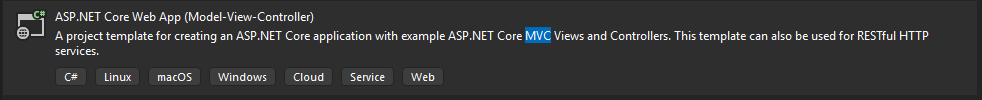 C#
ASP.NET Core Web App (Model-View-Controller)
A project template for creating an ASP.NET Core application with example ASP.NET Core MVC Views and Controllers. This template can also be used for RESTful HTTP
services.
C# Linux macOS Windows Cloud Service Web